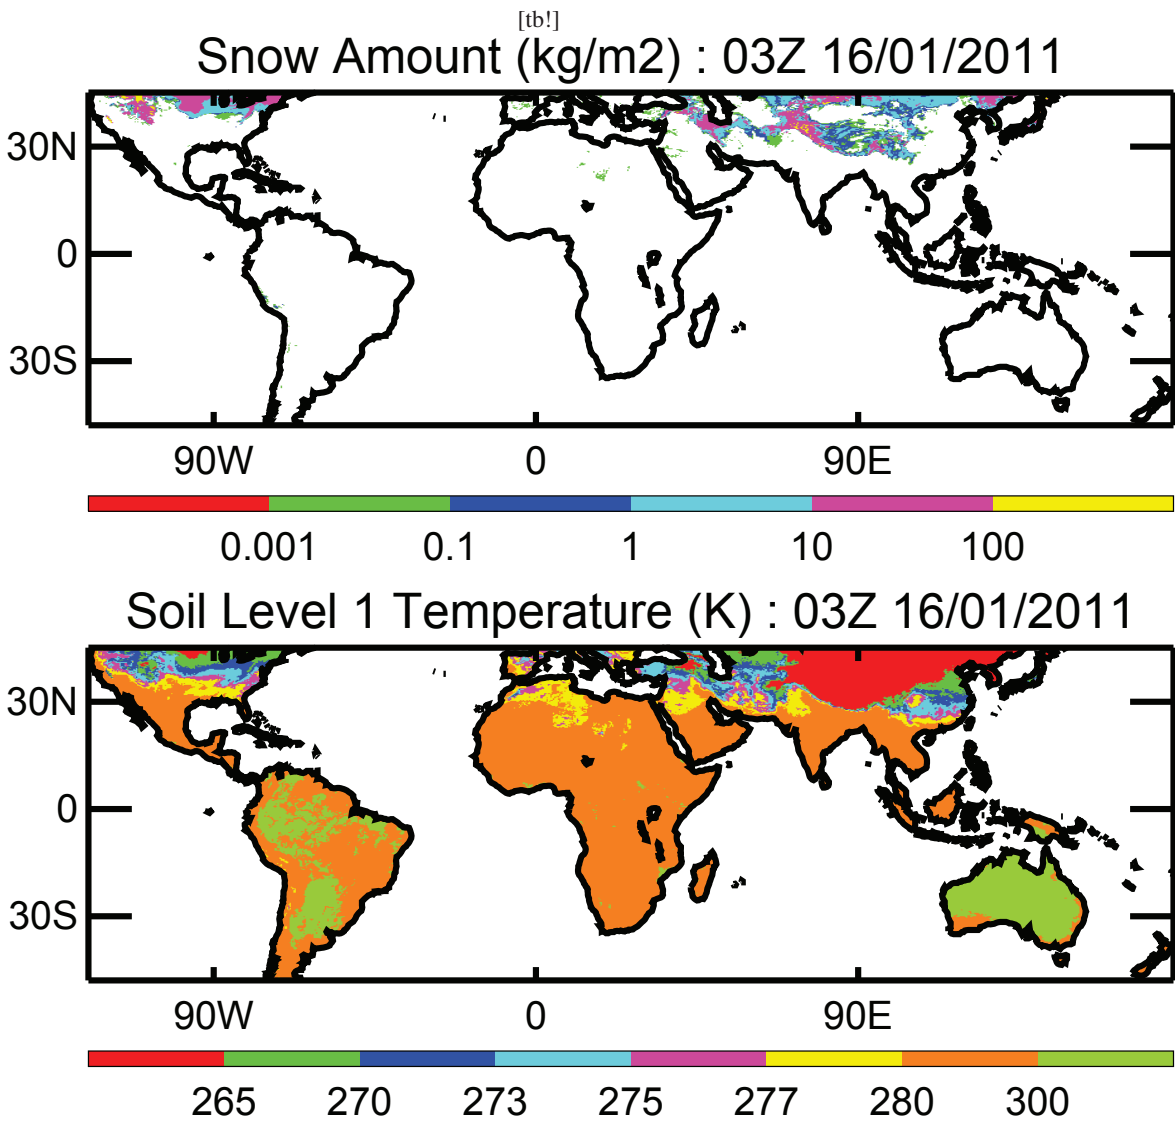 [tb!]
Snow Amount (kg/m2) : 03Z 16/01/2011
30N
0
30S
90W 0 90E
0.001 0.1 1 10 100
Soil Level 1 Temperature (K) : 03Z 16/01/2011
30N
0
30S
90W 0 90E
265 270 273 275 277 280 300